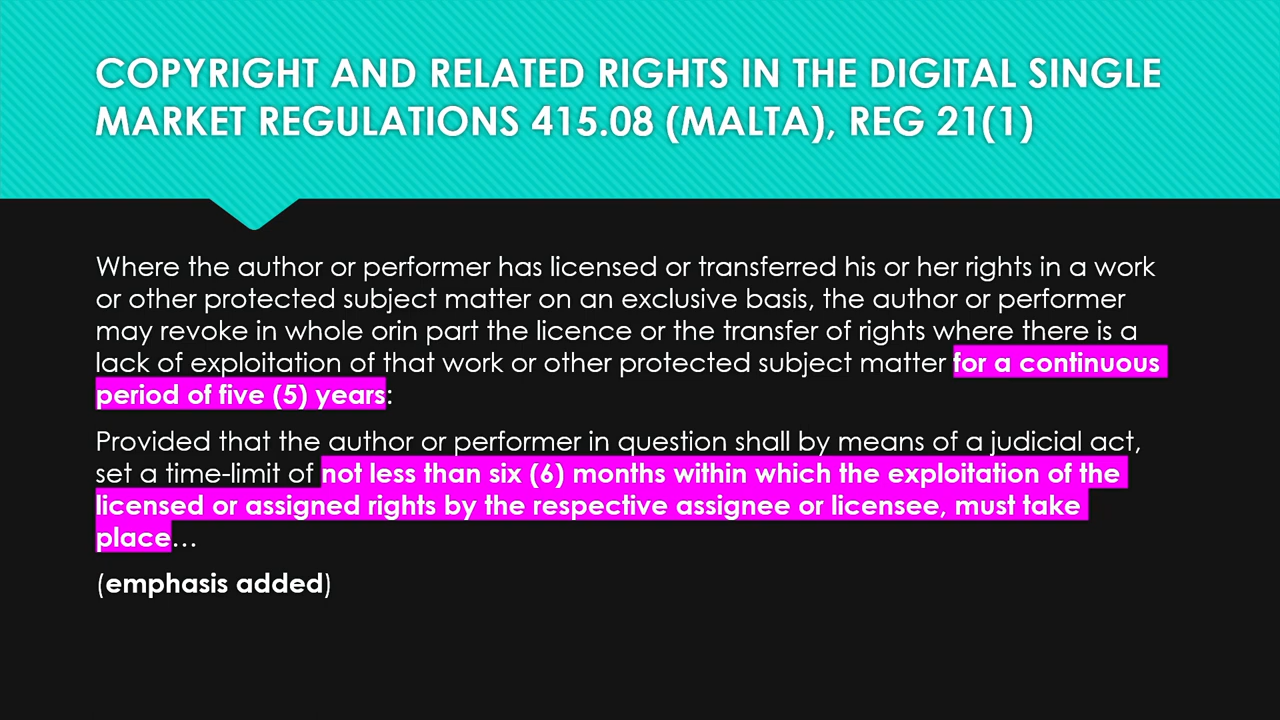 COPYRIGHT AND RELATED RIGHTS IN THE DIGITAL SINGLE
MARKET REGULATIONS 415.08 (MALTA), REG 21(1)
Where the author or performer has licensed or transferred his or her rights in a work
or other protected subject matter on an exclusive basis, the author or performer
may revoke in whole orin part the licence or the transfer of rights where there is a
lack of exploitation of that work or other protected subject matter for a continuous
period of five (5) years:
Provided that the author or performer in question shall by means of a judicial act,
set a time-limit of not less than six (6) months within which the exploitation of the
licensed or assigned rights by the respective assignee or licensee, must take
place…
(emphasis added)